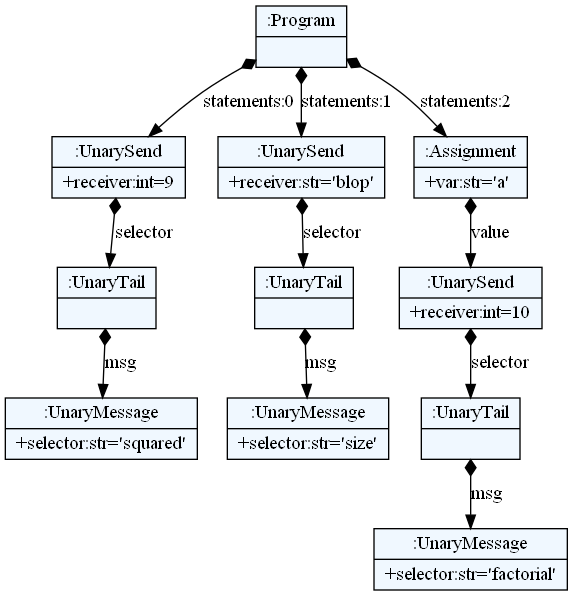 :Program
statements:0
statements:1
statements:2
:UnarySend
+receiver:int=9
:UnarySend
+receiver:str='blop'
:Assignment
+var:str='a'
selector
selector
value
:UnaryTail
:UnaryTail
:UnarySend
+receiver:int=10
msg
msg
selector
:UnaryMessage
+selector:str='squared'
:UnaryMessage
+selector:str='size'
:UnaryTail
msg
:UnaryMessage
+selector:str='factorial'